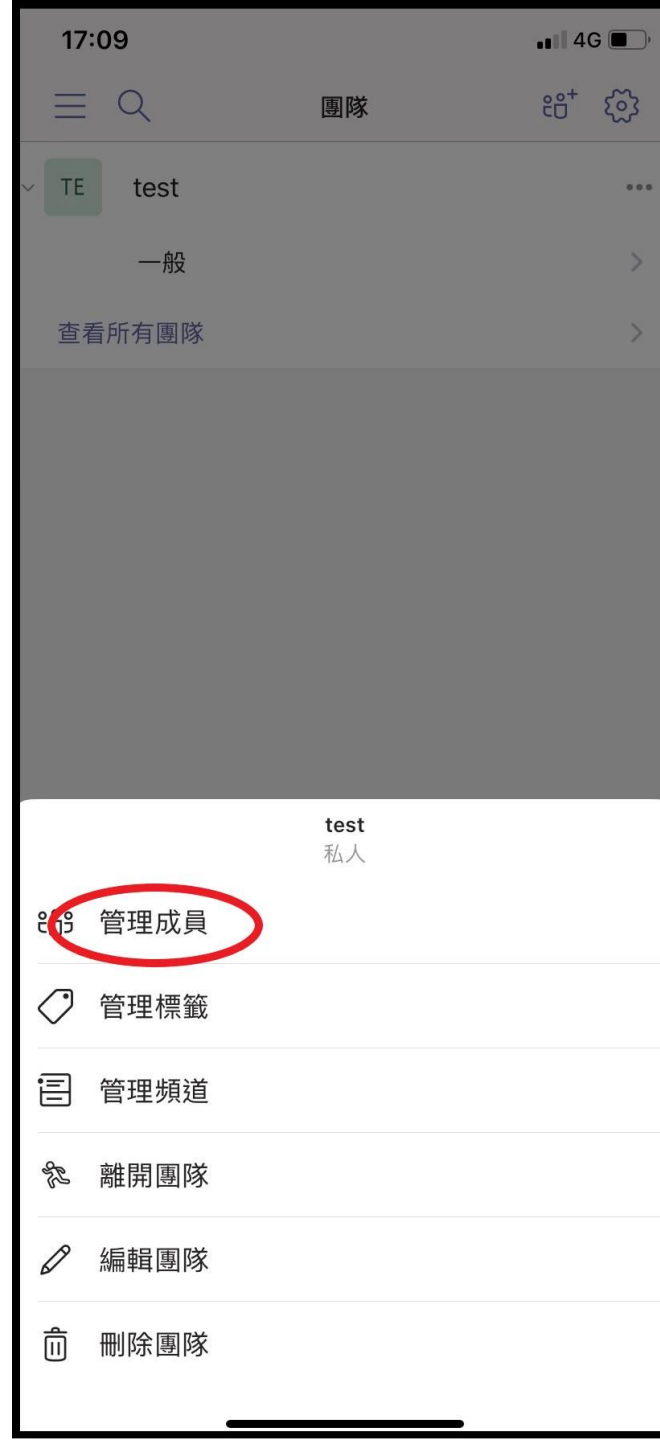 17:09
4G
團隊
TE test
一般
查看所有團隊
test
私人
管理成員
管理標籤
管理頻道
離開團隊
編輯團隊
刪除團隊